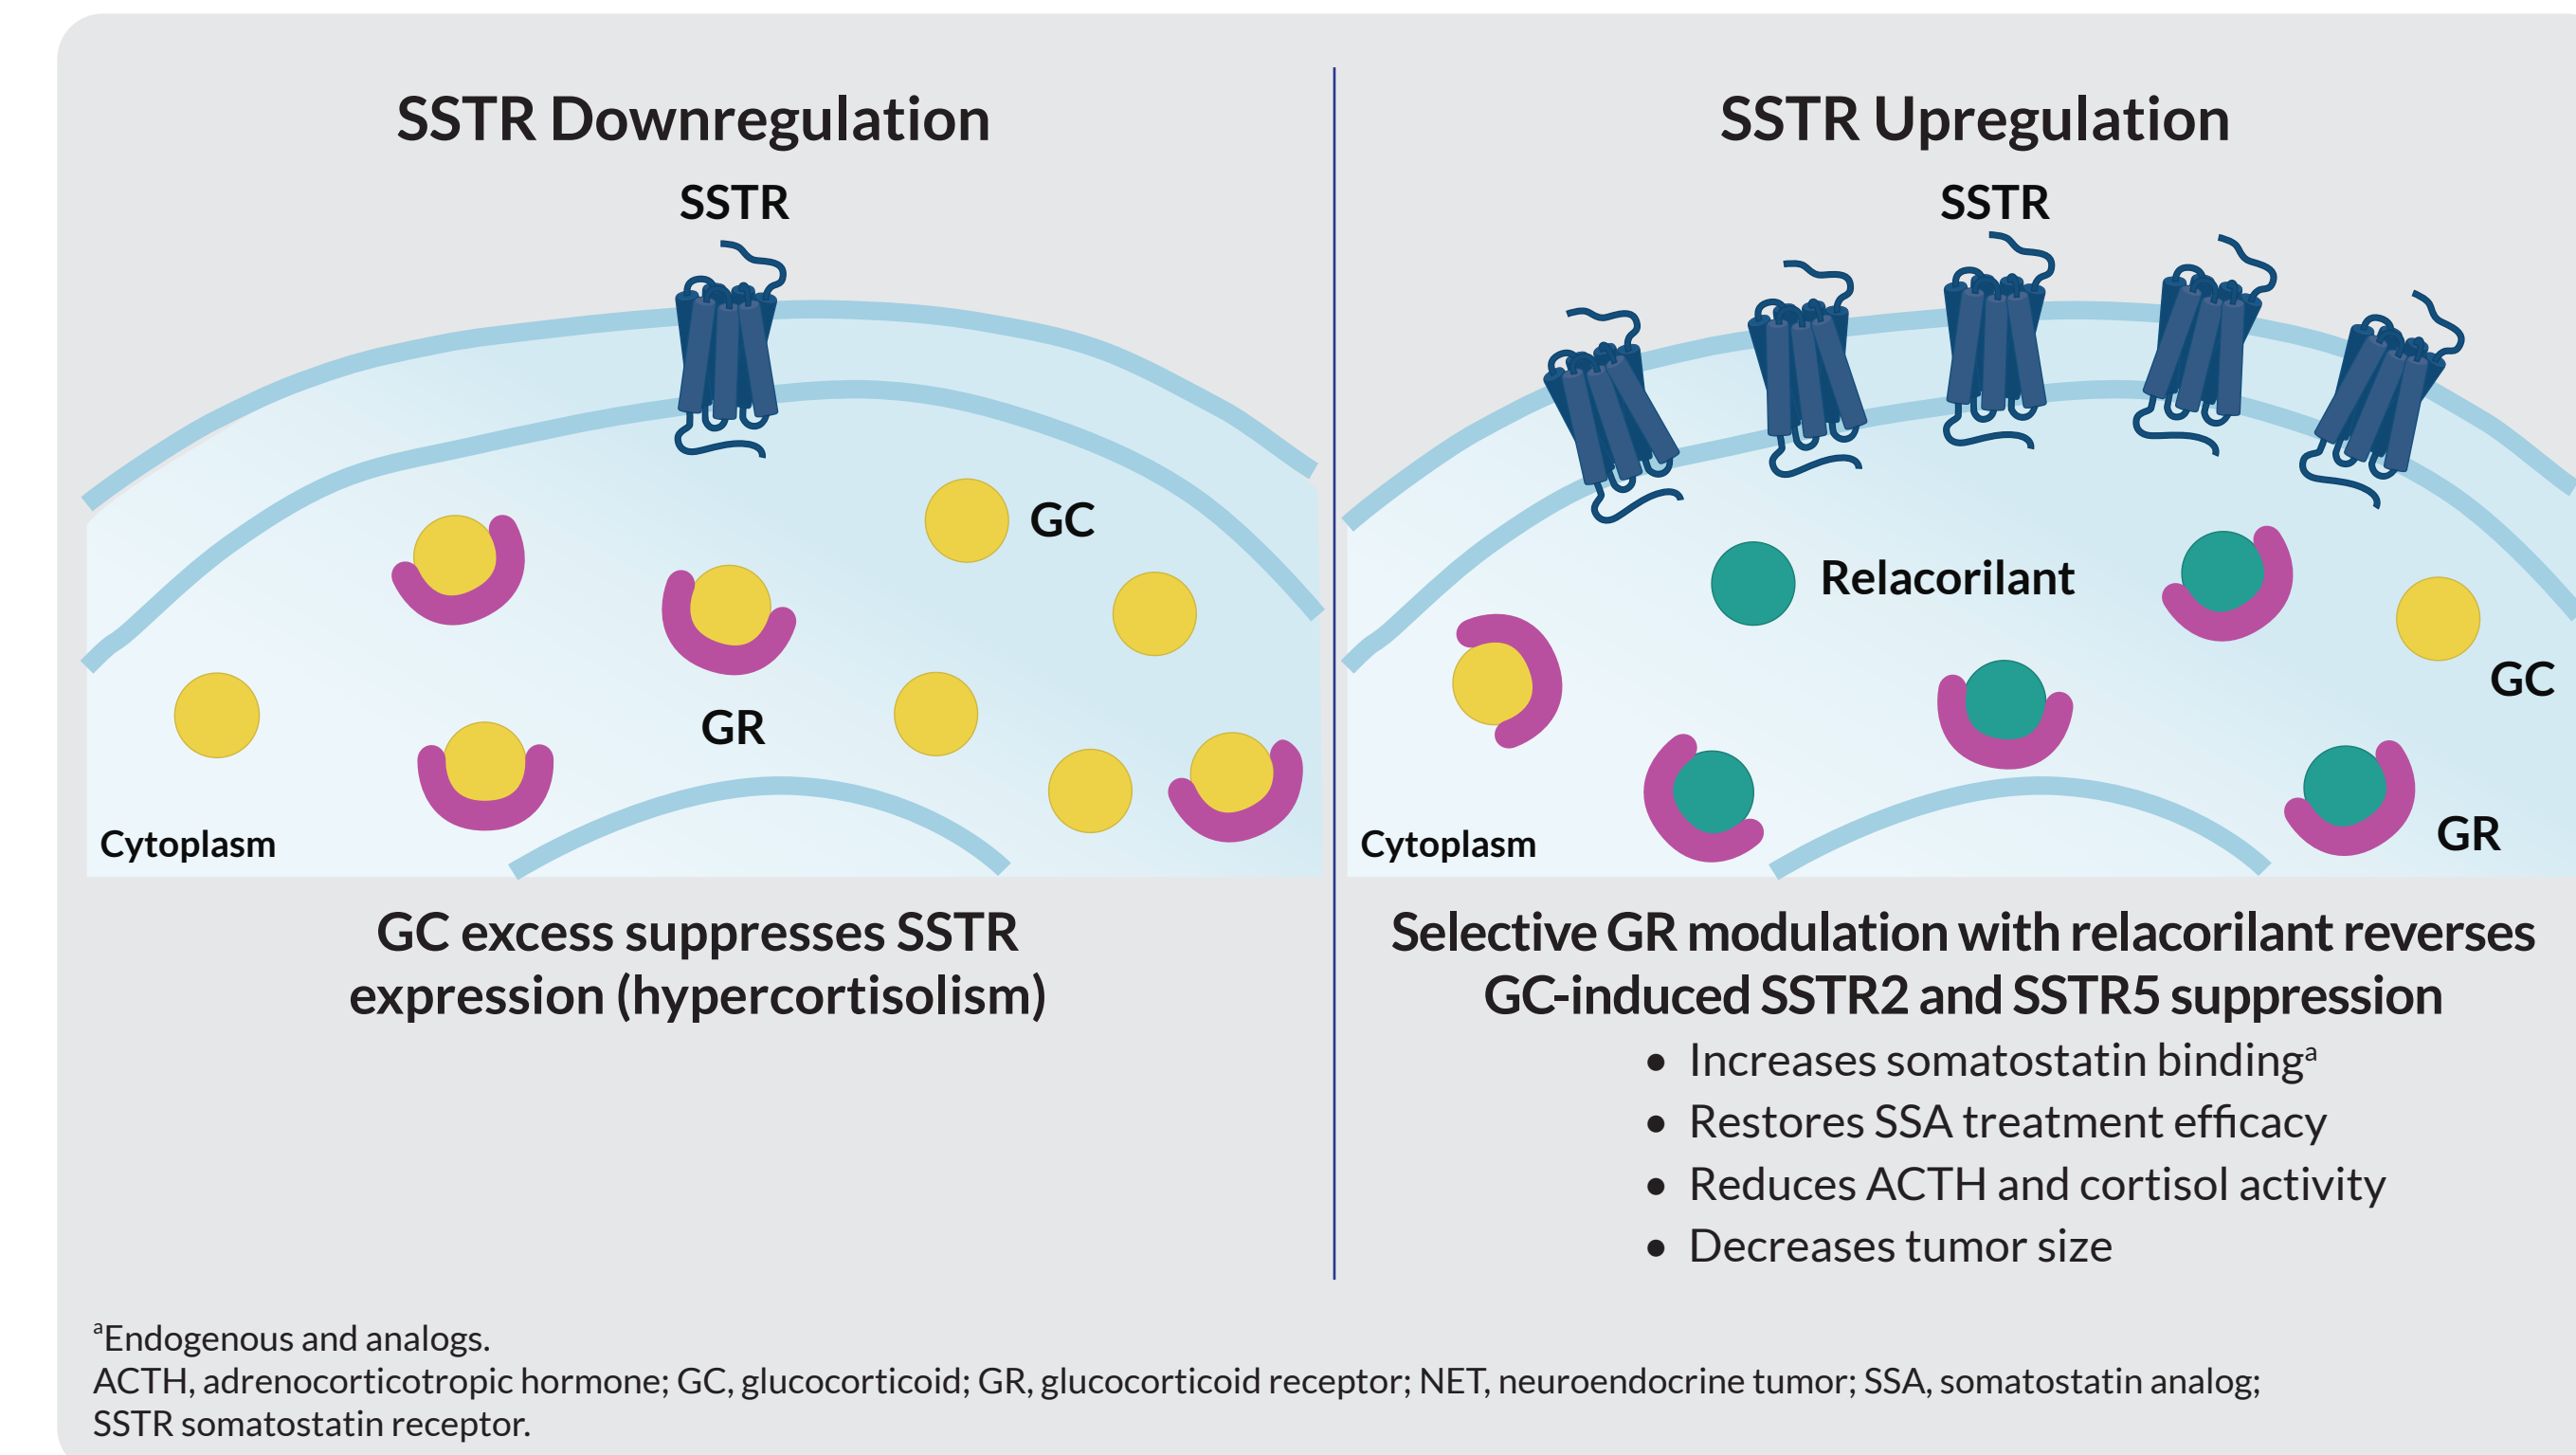 SSTR Downregulation
SSTR
GC
GR
Cytoplasm
GC excess suppresses SSTR
expression (hypercortisolism)
SSTR Upregulation
SSTR
Relacorilant
GC
GR
Cytoplasm
Selective GR modulation with relacorilant reverses
GC-induced SSTR2 and SSTR5 suppression
• Increases somatostatin bindingᵃ
• Restores SSA treatment efficacy
• Reduces ACTH and cortisol activity
• Decreases tumor size
ᵃEndogenous and analogs.
ACTH, adrenocorticotropic hormone; GC, glucocorticoid; GR, glucocorticoid receptor; NET, neuroendocrine tumor; SSA, somatostatin analog;
SSTR somatostatin receptor.